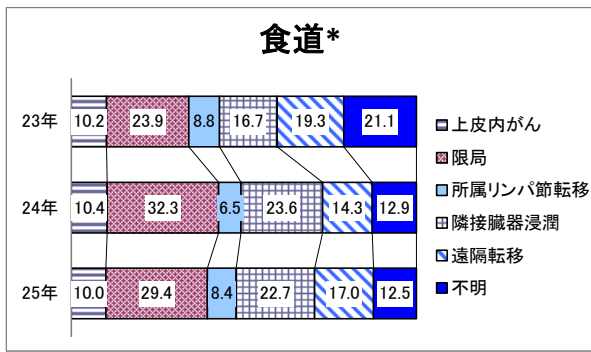 食道*
23年 10.2 23.9 8.8 16.7 19.3 21.1
24年 10.4 32.3 6.5 23.6 14.3 12.9
25年 10.0 29.4 8.4 22.7 17.0 12.5
上皮内がん
限局
所属リンパ節転移
隣接臓器浸潤
遠隔転移
不明